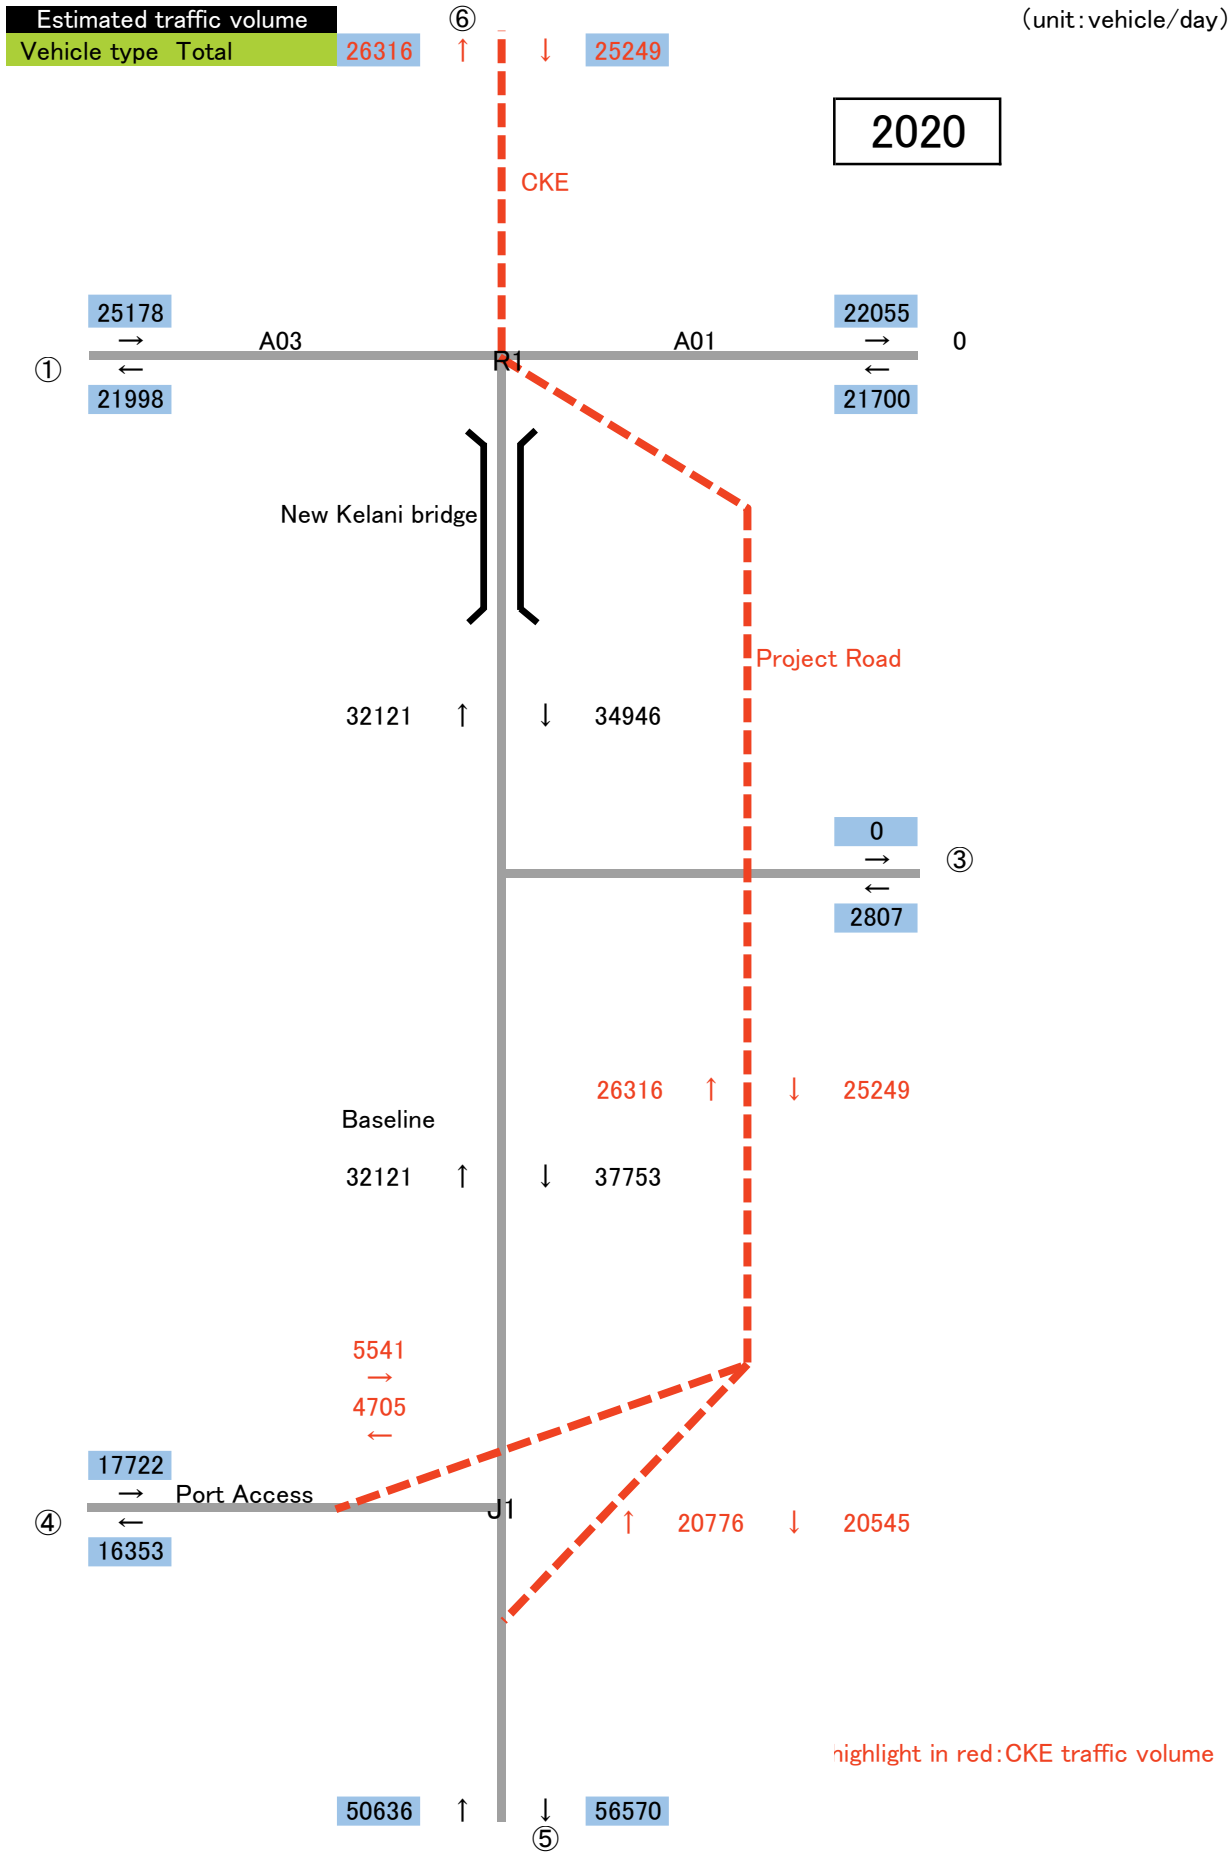 Estimated traffic volume
⑥
(unit:vehicle/day)
Vehicle type Total
26316 ↑ ↓ 25249
2020
CKE
25178
→ A03
A01
22055
→ 0
R1
①
←
21998
←
21700
New Kelani bridge
Project Road
32121 ↑ ↓ 34946
0
→
③
←
2807
26316 ↑ ↓ 25249
Baseline
32121 ↑ ↓ 37753
5541
→
4705
←
17722
→ Port Access
J1
④
←
16353
↑ 20776 ↓ 20545
highlight in red:CKE traffic volume
50636 ↑ ↓ 56570
⑤